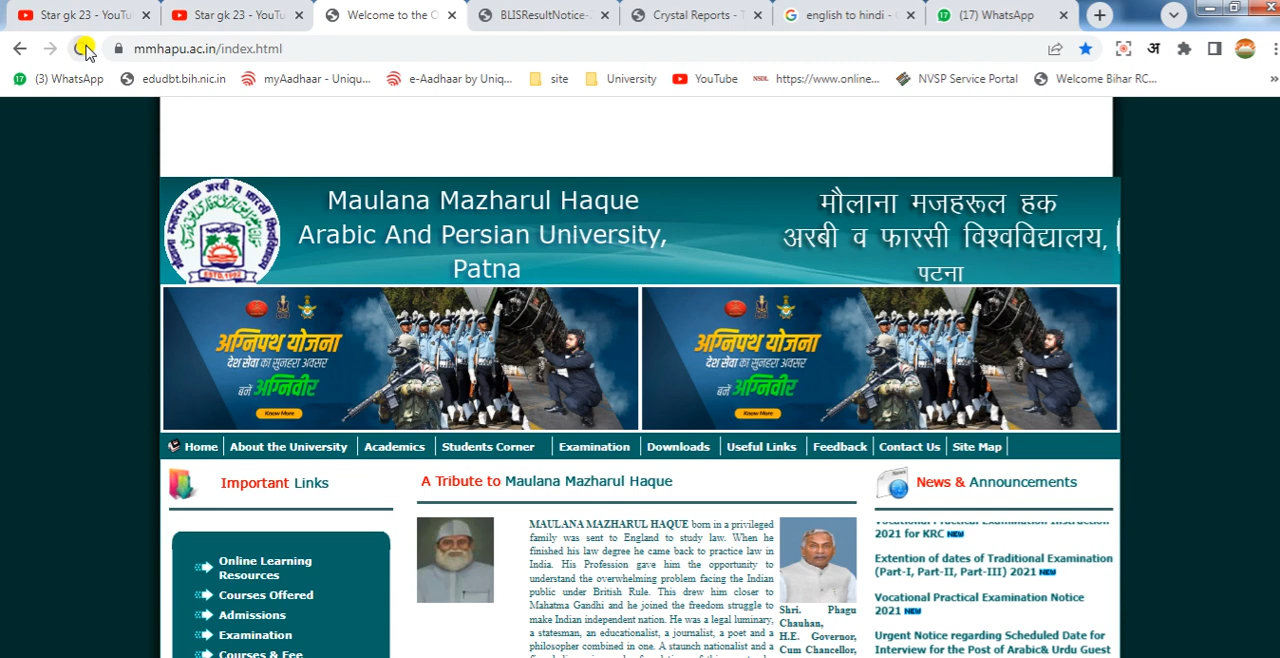 Star gk 23 - YouTu
Star gk 23 - YouTu
Welcome to the O
BLISResultNotice-
Crystal Reports - T
english to hindi -
(17) WhatsApp
mmhapu.ac.in/index.html
अ
(3) WhatsApp
edudbt.bih.nic.in
myAadhaar - Uniqu...
e-Aadhaar by Uniq...
site
University
YouTube
NSDL
https://www.online...
NVSP Service Portal
Welcome Bihar RC...
»
Maulana Mazharul Haque
Arabic And Persian University,
Patna
मौलाना मजहरूल हक
अरबी व फारसी विश्वविद्यालय,
पटना
ESTD.1992
अग्निपथ योजना
देश सेवा का सुनहरा अवसर
बनें अग्निवीर
Know More
अग्निपथ योजना
देश सेवा का सुनहरा अवसर
बनें अग्निवीर
Know More
Home
About the University
Academics
Students Corner
Examination
Downloads
Useful Links
Feedback
Contact Us
Site Map
Important Links
Online Learning
Resources
Courses Offered
Admissions
Examination
Courses & Fee
A Tribute to Maulana Mazharul Haque
MAULANA MAZHARUL HAQUE born in a privileged
family was sent to England to study law. When he
finished his law degree he came back to practice law in
India. His Profession gave him the opportunity to
understand the overwhelming problem facing the Indian
public under British Rule. This drew him closer to
Mahatma Gandhi and he joined the freedom struggle to
make Indian independent nation. He was a legal luminary,
a statesman, an educationalist, a journalist, a poet and a
philosopher combined in one. A staunch nationalist and a
Shri. Phagu
Chauhan,
H.E. Governor,
Cum Chancellor,
News & Announcements
Vocational Practical Examination Instruction
2021 for KRC NEW
Extention of dates of Traditional Examination
(Part-I, Part-II, Part-III) 2021 NEW
Vocational Practical Examination Notice
2021 NEW
Urgent Notice regarding Scheduled Date for
Interview for the Post of Arabic& Urdu Guest